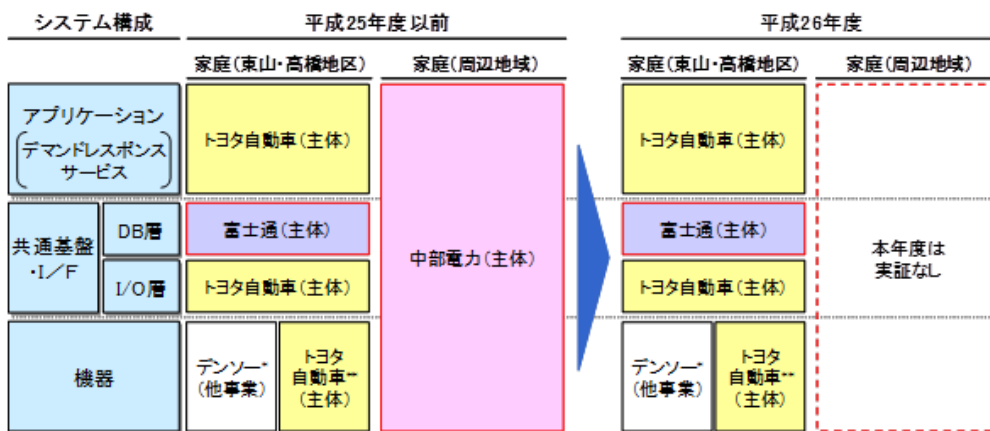 システム構成
平成25年度以前
平成26年度
家庭(東山・高橋地区)
家庭(周辺地域)
家庭(東山・高橋地区)
家庭(周辺地域)
アプリケーション
デマンドレスポンス
サービス
トヨタ自動車(主体)
トヨタ自動車(主体)
共通基盤
・I/F
DB層
富士通(主体)
中部電力(主体)
富士通(主体)
本年度は
実証なし
I/O層
トヨタ自動車(主体)
トヨタ自動車(主体)
機器
デンソー*
(他事業)
トヨタ
自動車**
(主体)
デンソー*
(他事業)
トヨタ
自動車**
(主体)